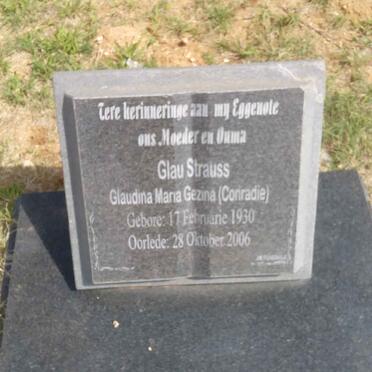 Tere herinneringe aan my Eggenote
ons Moeder en Ouma
Glau Strauss
Glaudina Maria Gezina (Conradie)
Gebore: 17 Februarie 1930
Oorlede: 28 Oktober 2006